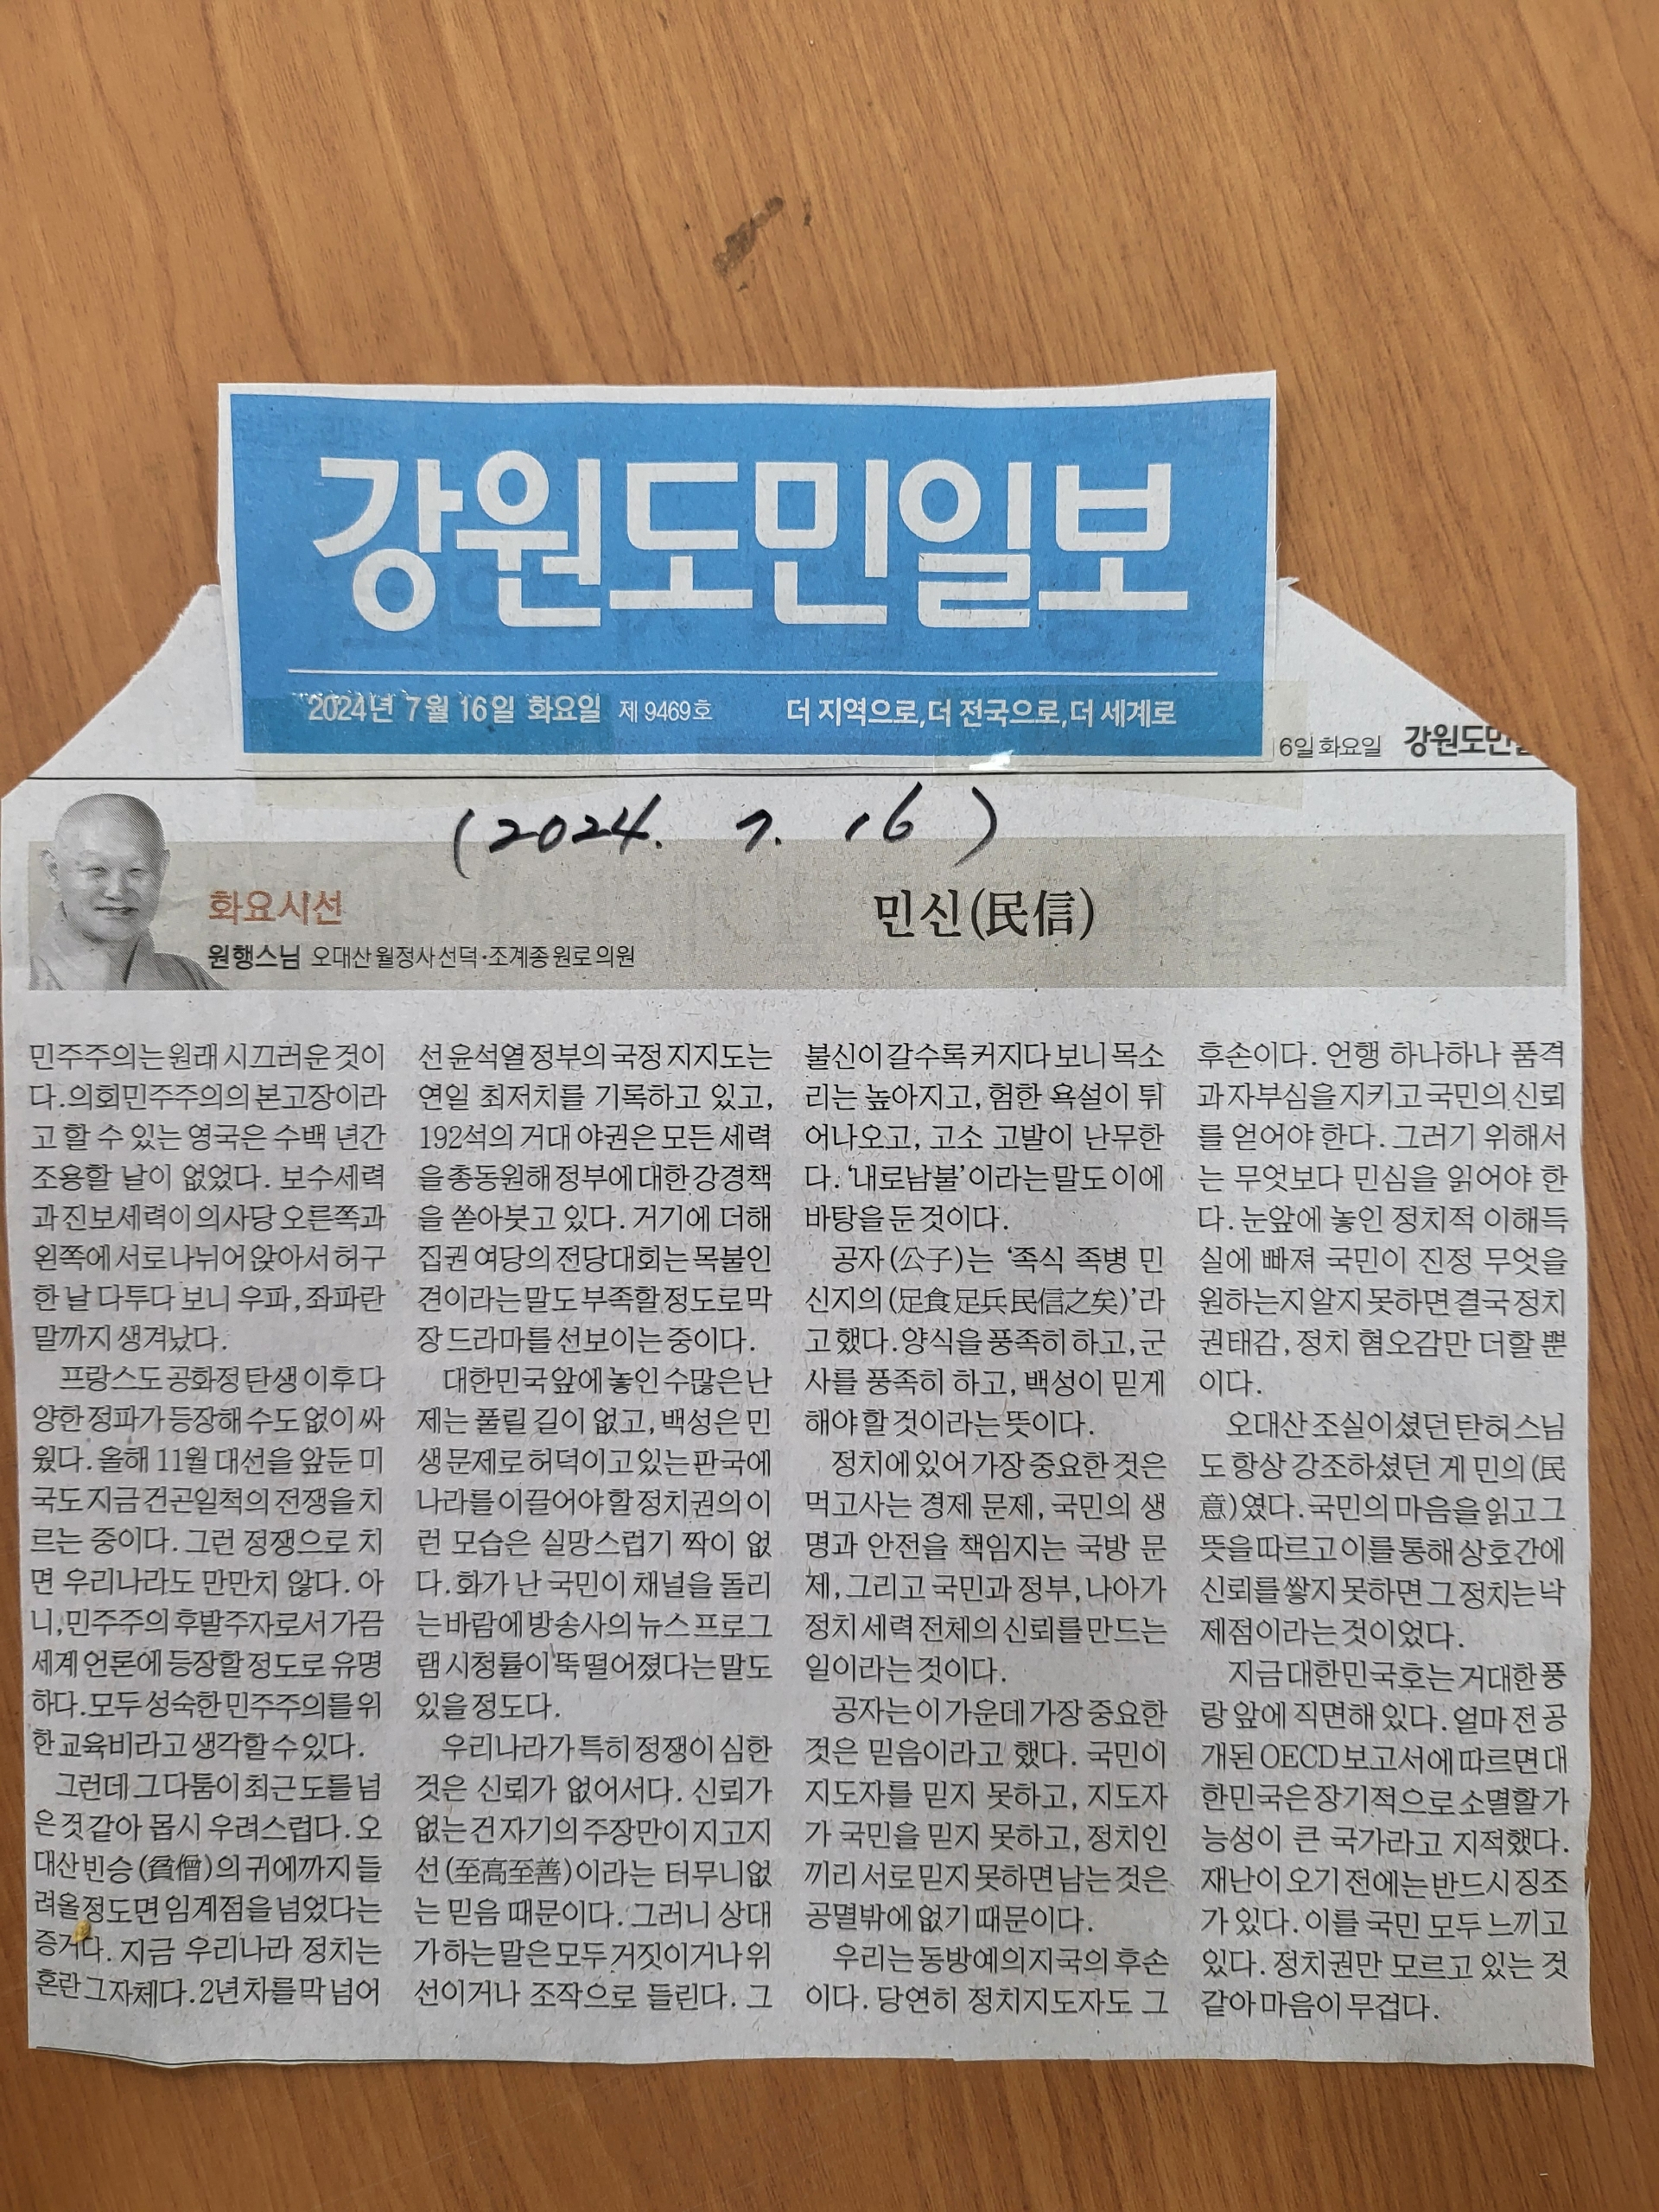 강원도민일보
2024년 7월 16일 화요일 제 9469호 더 지역으로, 더 전국으로, 더 세계로
6일 화요일 강원도민일
(2024. 7. 16)
화요시선
원행스님 오대산 월정사 선덕·조계종 원로 의원
민신(民信)
민주주의는 원래 시끄러운 것이
다. 의회민주주의의 본고장이라
고 할 수 있는 영국은 수백 년간
조용할 날이 없었다. 보수세력
과 진보세력이 의사당 오른쪽과
왼쪽에 서로 나뉘어 앉아서 허구
한 날 다투다 보니 우파, 좌파란
말까지 생겨났다.
프랑스도 공화정 탄생 이후 다
양한 정파가 등장해 수도 없이 싸
웠다. 올해 11월 대선을 앞둔 미
국도 지금 건곤일척의 전쟁을 치
르는 중이다. 그런 정쟁으로 치
면 우리나라도 만만치 않다. 아
니, 민주주의 후발주자로서 가끔
세계 언론에 등장할 정도로 유명
하다. 모두 성숙한 민주주의를 위
한 교육비라고 생각할 수 있다.
그런데 그 다툼이 최근 도를 넘
은 것 같아 몹시 우려스럽다. 오
대산 빈승(貧僧)의 귀에까지 들
려올 정도면 임계점을 넘었다는
증거다. 지금 우리나라 정치는
혼란 그 자체다. 2년 차를 막 넘어
선 윤석열 정부의 국정 지지도는
연일 최저치를 기록하고 있고,
192석의 거대 야권은 모든 세력
을 총동원해 정부에 대한 강경책
을 쏟아붓고 있다. 거기에 더해
집권 여당의 전당대회는 목불인
견이라는 말도 부족할 정도로 막
장 드라마를 선보이는 중이다.
대한민국 앞에 놓인 수많은 난
제는 풀릴 길이 없고, 백성은 민
생 문제로 허덕이고 있는 판국에
나라를 이끌어야 할 정치권의 이
런 모습은 실망스럽기 짝이 없
다. 화가 난 국민이 채널을 돌리
는 바람에 방송사의 뉴스 프로그
램 시청률이 뚝 떨어졌다는 말도
있을 정도다.
우리나라가 특히 정쟁이 심한
것은 신뢰가 없어서다. 신뢰가
없는 건 자기의 주장만이 지고지
선(至高至善)이라는 터무니없
는 믿음 때문이다. 그러니 상대
가 하는 말은 모두 거짓이거나 위
선이거나 조작으로 들린다. 그
불신이 갈수록 커지다 보니 목소
리는 높아지고, 험한 욕설이 튀
어나오고, 고소 고발이 난무한
다. '내로남불'이라는 말도 이에
바탕을 둔 것이다.
공자(公子)는 '족식 족병 민
신지의(足食足兵民信之矣)'라
고 했다. 양식을 풍족히 하고, 군
사를 풍족히 하고, 백성이 믿게
해야 할 것이라는 뜻이다.
정치에 있어 가장 중요한 것은
먹고사는 경제 문제, 국민의 생
명과 안전을 책임지는 국방 문
제, 그리고 국민과 정부, 나아가
정치 세력 전체의 신뢰를 만드는
일이라는 것이다.
공자는 이 가운데 가장 중요한
것은 믿음이라고 했다. 국민이
지도자를 믿지 못하고, 지도자
가 국민을 믿지 못하고, 정치인
끼리 서로 믿지 못하면 남는 것은
공멸밖에 없기 때문이다.
우리는 동방예의지국의 후손
이다. 당연히 정치지도자도 그
후손이다. 언행 하나하나 품격
과 자부심을 지키고 국민의 신뢰
를 얻어야 한다. 그러기 위해서
는 무엇보다 민심을 읽어야 한
다. 눈앞에 놓인 정치적 이해득
실에 빠져 국민이 진정 무엇을
원하는지 알지 못하면 결국 정치
권태감, 정치 혐오감만 더할 뿐
이다.
오대산 조실이셨던 탄허 스님
도 항상 강조하셨던 게 민의(民
意)였다. 국민의 마음을 읽고 그
뜻을 따르고 이를 통해 상호 간에
신뢰를 쌓지 못하면 그 정치는 낙
제점이라는 것이었다.
지금 대한민국호는 거대한 풍
랑 앞에 직면해 있다. 얼마 전 공
개된 OECD 보고서에 따르면 대
한민국은 장기적으로 소멸할 가
능성이 큰 국가라고 지적했다.
재난이 오기 전에는 반드시 징조
가 있다. 이를 국민 모두 느끼고
있다. 정치권만 모르고 있는 것
같아 마음이 무겁다.